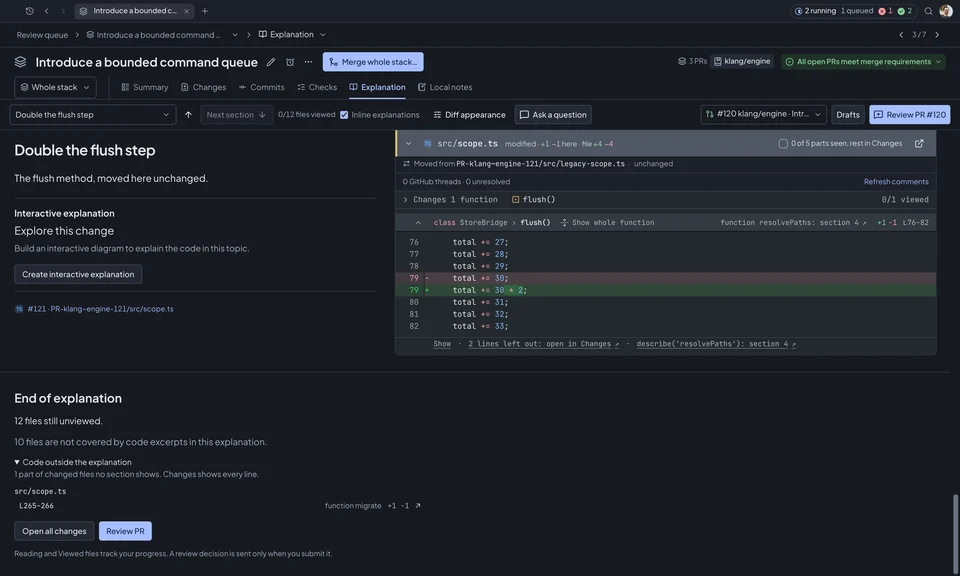 Introduce a bounded c...
2 running 1 queued 1 2
Review queue Introduce a bounded command ... Explanation 3/7
Introduce a bounded command queue Merge whole stack... 3 PRs klang/engine All open PRs meet merge requirements
Whole stack Summary Changes Commits Checks Explanation Local notes
Double the flush step Next section 0/12 files viewed Inline explanations Diff appearance Ask a question #120 klang/engine · Intr... Drafts Review PR #120
Double the flush step
The flush method, moved here unchanged.
Interactive explanation
Explore this change
Build an interactive diagram to explain the code in this topic.
Create interactive explanation
TS #121 · PR-klang~engine-121/src/scope.ts
TS src/scope.ts modified · +1 −1 here · file +4 −4 0 of 5 parts seen, rest in Changes
Moved from PR-klang~engine-121/src/legacy-scope.ts · unchanged
0 GitHub threads · 0 unresolved Refresh comments
Changes 1 function flush() 0/1 viewed
class StoreBridge › flush() Show whole function function resolvePaths: section 4 ↗ +1 −1 L76–82
76 total += 27;
77 total += 28;
78 total += 29;
79 - total += 30;
79 + total += 30 * 2;
80 total += 31;
81 total += 32;
82 total += 33;
Show · 2 lines left out: open in Changes ↗ · describe('resolvePaths'): section 4 ↗
End of explanation
12 files still unviewed.
10 files are not covered by code excerpts in this explanation.
▼ Code outside the explanation
1 part of changed files no section shows. Changes shows every line.
src/scope.ts
L265–266 function migrate +1 -1 ↗
Open all changes Review PR
Reading and Viewed files track your progress. A review decision is sent only when you submit it.